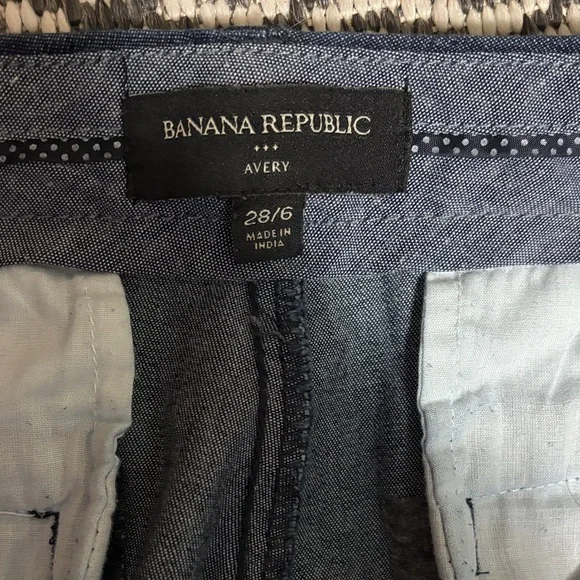 BANANA REPUBLIC
AVERY
28/6
MADE IN
INDIA